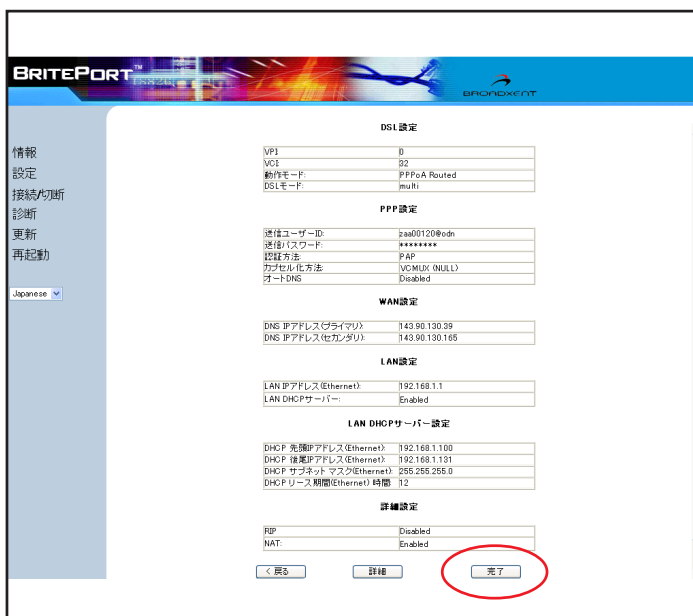 BRITEPORT™
BROADXENT
情報
設定
接続/切断
診断
更新
再起動
Japanese
DSL設定
VPI: 0
VCI: 32
動作モード: PPPoA Routed
DSLモード: multi
PPP設定
送信ユーザーID: zaa00120@odn
送信パスワード: ********
認証方法: PAP
カプセル化方法: VCMUX (NULL)
オートDNS Disabled
WAN設定
DNS IPアドレス(プライマリ): 143.90.130.39
DNS IPアドレス(セカンダリ): 143.90.130.165
LAN設定
LAN IPアドレス(Ethernet): 192.168.1.1
LAN DHCPサーバー: Enabled
LAN DHCPサーバー設定
DHCP 先頭IPアドレス(Ethernet): 192.168.1.100
DHCP 後尾IPアドレス(Ethernet): 192.168.1.131
DHCP サブネット マスク(Ethernet): 255.255.255.0
DHCP リース期間(Ethernet) 時間: 12
詳細設定
RIP Disabled
NAT: Enabled
< 戻る 詳細 完了